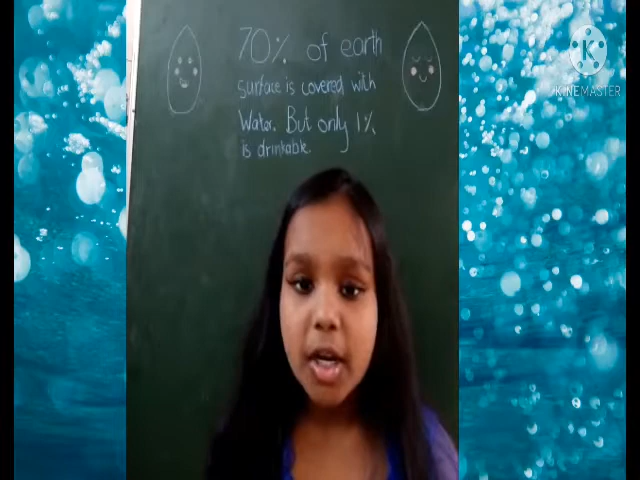 70% of earth
surface is covered with
Water. But only 1%
is drinkable.
K
KINEMASTER